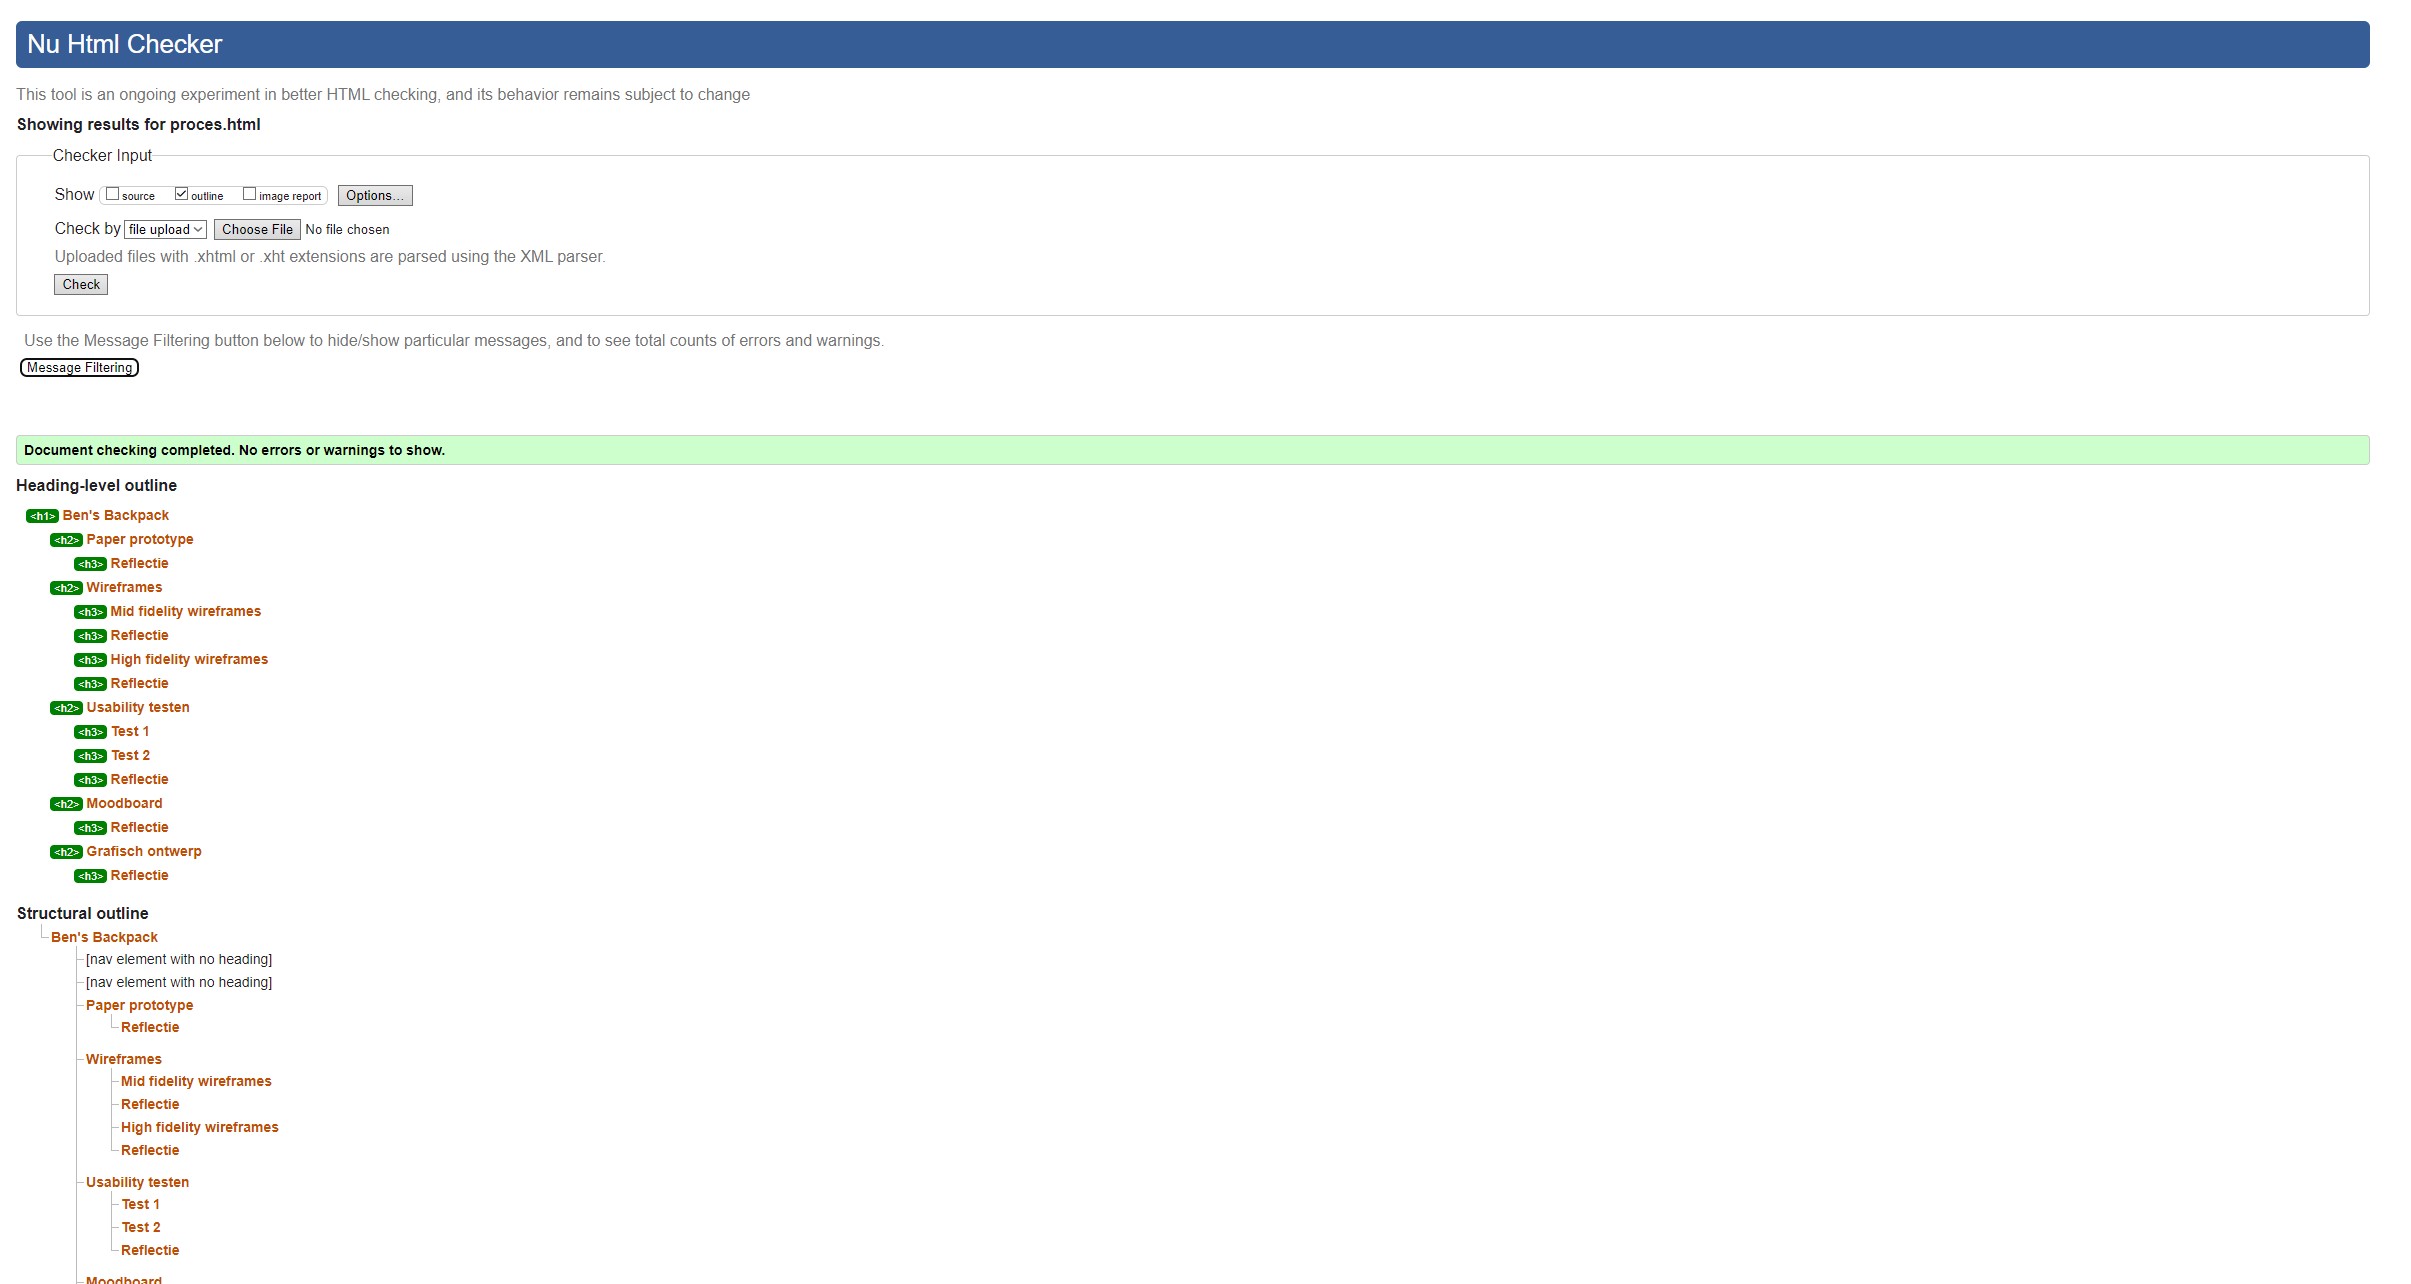 Nu Html Checker
This tool is an ongoing experiment in better HTML checking, and its behavior remains subject to change
Showing results for proces.html
Checker Input
Show source outline image report Options...
Check by file upload Choose File No file chosen
Uploaded files with .xhtml or .xht extensions are parsed using the XML parser.
Check
Use the Message Filtering button below to hide/show particular messages, and to see total counts of errors and warnings.
Message Filtering
Document checking completed. No errors or warnings to show.
Heading-level outline
<h1> Ben's Backpack
<h2> Paper prototype
<h3> Reflectie
<h2> Wireframes
<h3> Mid fidelity wireframes
<h3> Reflectie
<h3> High fidelity wireframes
<h3> Reflectie
<h2> Usability testen
<h3> Test 1
<h3> Test 2
<h3> Reflectie
<h2> Moodboard
<h3> Reflectie
<h2> Grafisch ontwerp
<h3> Reflectie
Structural outline
Ben's Backpack
[nav element with no heading]
[nav element with no heading]
Paper prototype
Reflectie
Wireframes
Mid fidelity wireframes
Reflectie
High fidelity wireframes
Reflectie
Usability testen
Test 1
Test 2
Reflectie
Moodboard